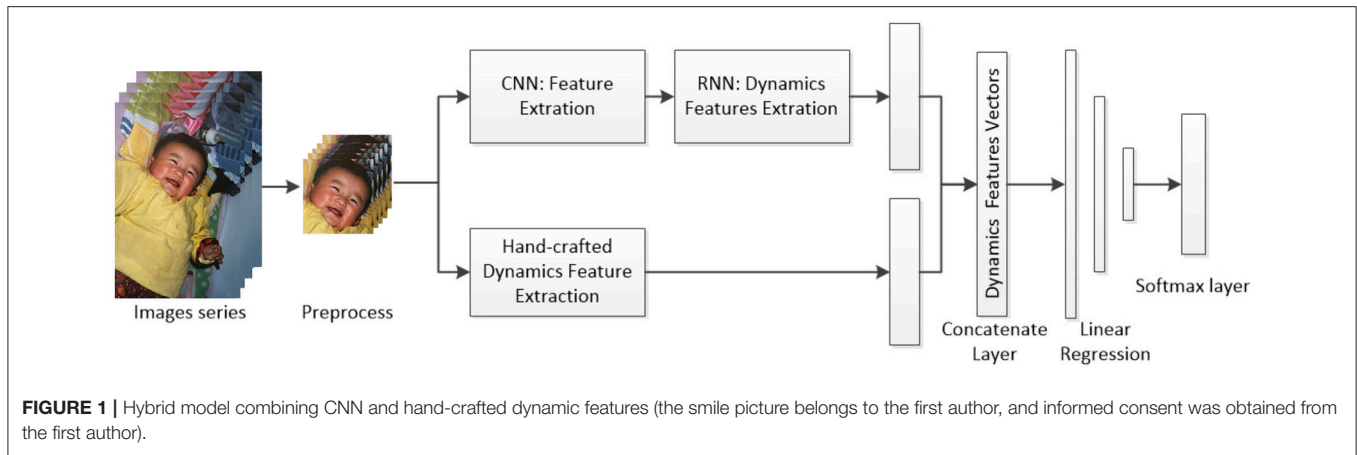 CNN: Feature
Extration
RNN: Dynamics
Features Extration
Hand-crafted
Dynamics Feature
Extraction
Dynamics Features Vectors
Images series
Preprocess
Concatenate
Layer
Linear
Regression
Softmax layer
FIGURE 1 | Hybrid model combining CNN and hand-crafted dynamic features (the smile picture belongs to the first author, and informed consent was obtained from
the first author).